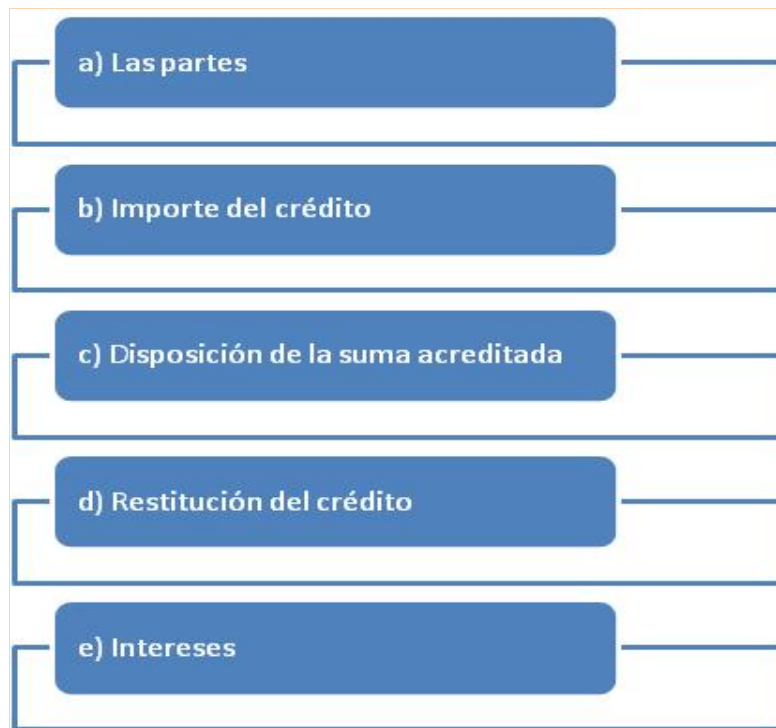 a) Las partes
b) Importe del crédito
c) Disposición de la suma acreditada
d) Restitución del crédito
e) Intereses